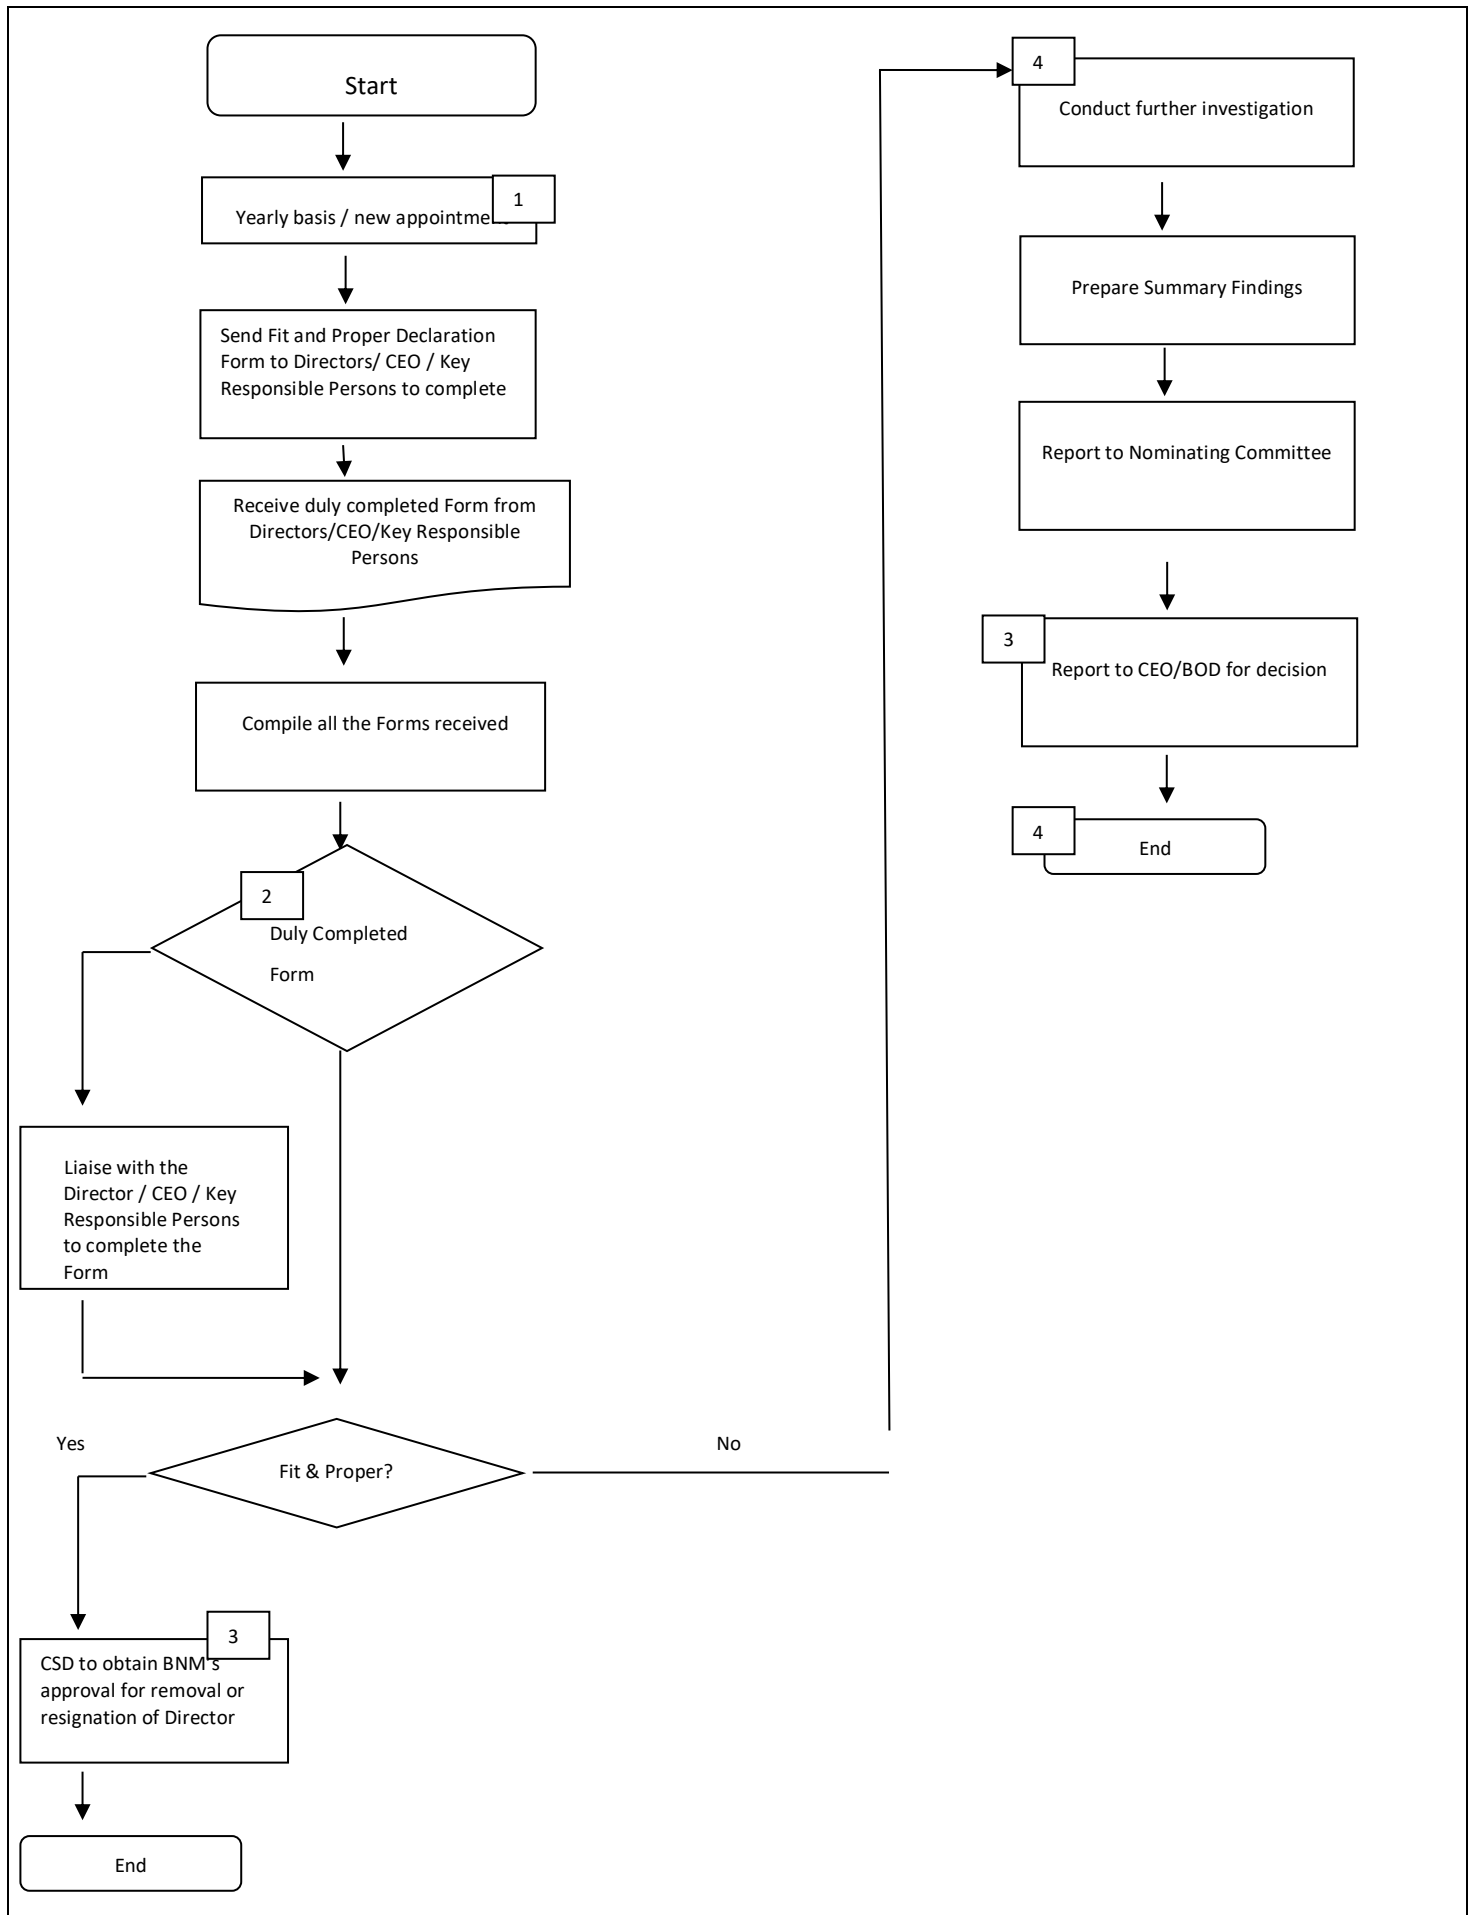 Start
1
Yearly basis / new appointment
Send Fit and Proper Declaration
Form to Directors/ CEO / Key
Responsible Persons to complete
Receive duly completed Form from
Directors/CEO/Key Responsible
Persons
Compile all the Forms received
2
Duly Completed
Form
Liaise with the
Director / CEO / Key
Responsible Persons
to complete the
Form
Yes
No
Fit & Proper?
3
CSD to obtain BNM's
approval for removal or
resignation of Director
End
4
Conduct further investigation
Prepare Summary Findings
Report to Nominating Committee
3
Report to CEO/BOD for decision
4
End